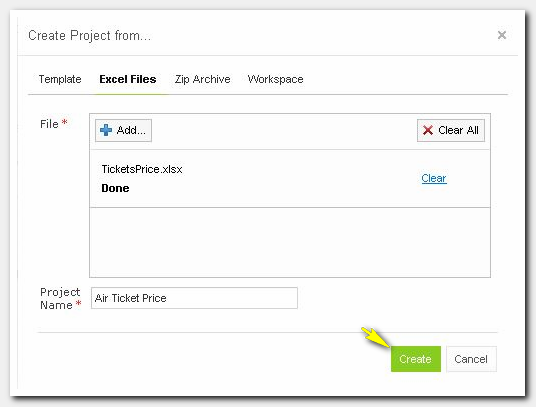 Create Project from...
Template Excel Files Zip Archive Workspace
File *
Add... Clear All
TicketsPrice.xlsx
Clear
Done
Project
Name * Air Ticket Price
Create Cancel